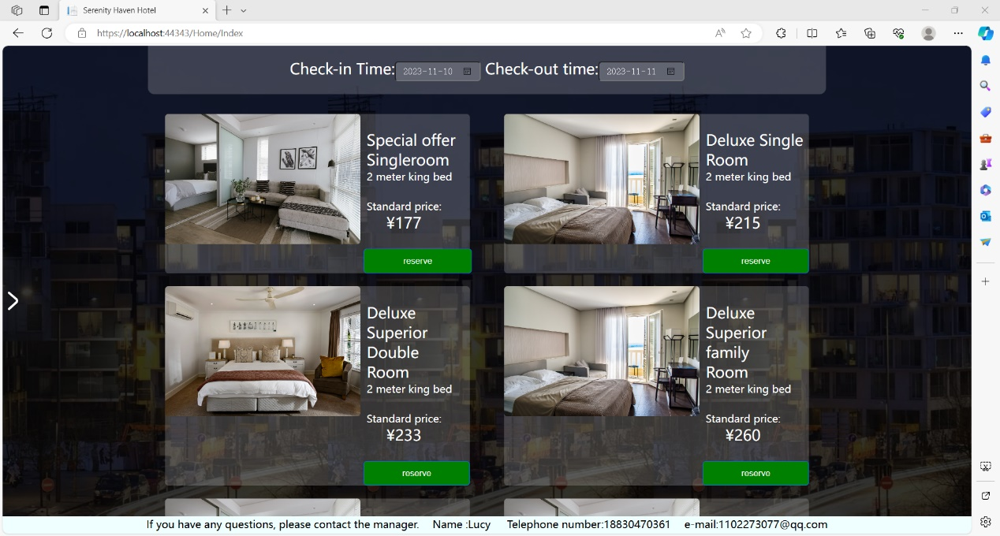 Serenity Haven Hotel
https://localhost:44343/Home/Index
Check-in Time: 2023-11-10 Check-out time: 2023-11-11
Special offer
Singleroom
2 meter king bed
Standard price:
¥177
reserve
Deluxe Single
Room
2 meter king bed
Standard price:
¥215
reserve
Deluxe
Superior
Double
Room
2 meter king bed
Standard price:
¥233
reserve
Deluxe
Superior
family
Room
2 meter king bed
Standard price:
¥260
reserve
If you have any questions, please contact the manager. Name :Lucy Telephone number:18830470361 e-mail:1102273077@qq.com